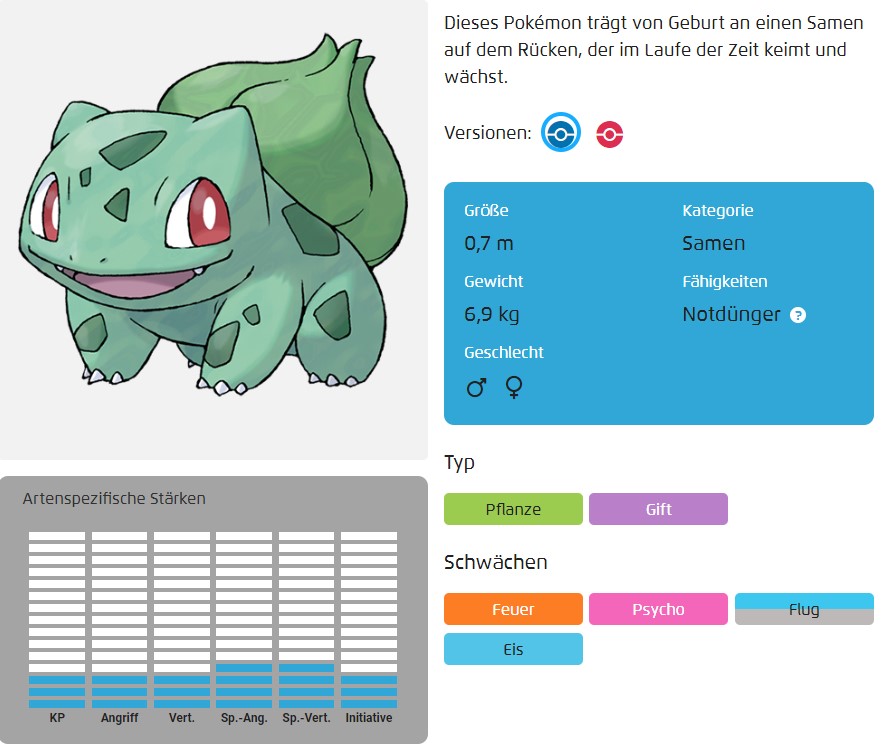 Dieses Pokémon trägt von Geburt an einen Samen
auf dem Rücken, der im Laufe der Zeit keimt und
wächst.
Versionen:
Größe
0,7 m
Kategorie
Samen
Gewicht
6,9 kg
Fähigkeiten
Notdünger ?
Geschlecht
♂ ♀
Typ
Pflanze Gift
Schwächen
Feuer Psycho Flug
Eis
Artenspezifische Stärken
KP Angriff Vert. Sp.-Ang. Sp.-Vert. Initiative